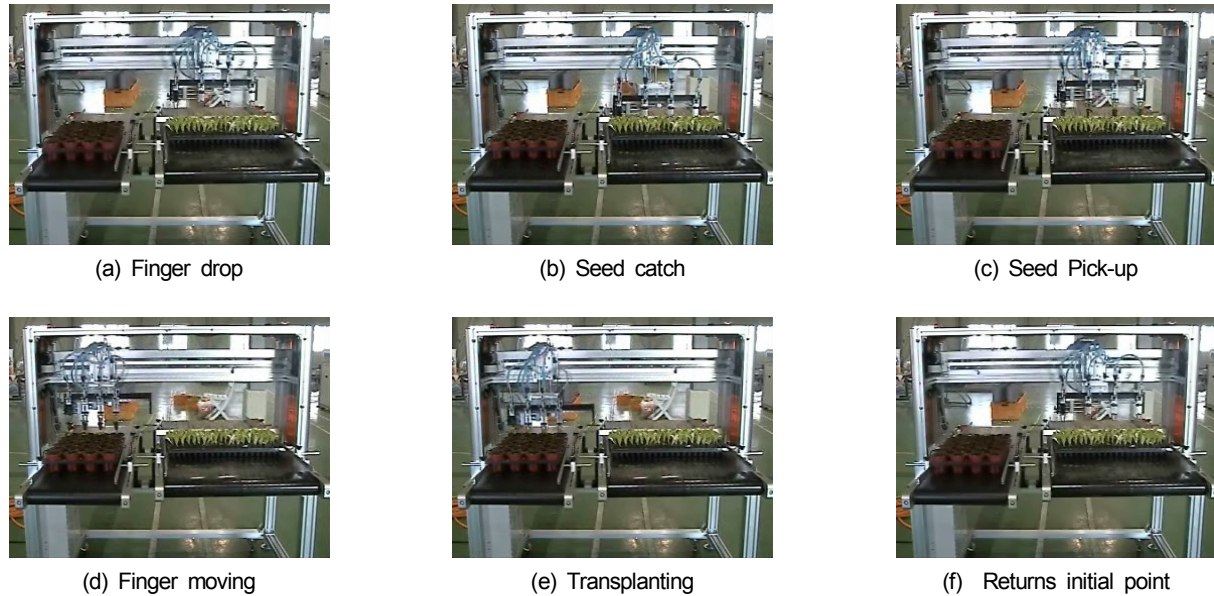 (a) Finger drop
(b) Seed catch
(c) Seed Pick-up
(d) Finger moving
(e) Transplanting
(f) Returns initial point